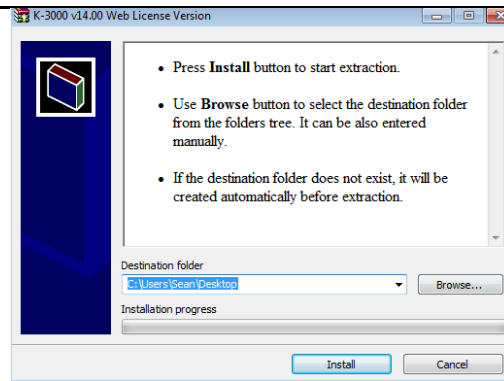 K-3000 v14.00 Web License Version
• Press Install button to start extraction.
• Use Browse button to select the destination folder
from the folders tree. It can be also entered
manually.
• If the destination folder does not exist, it will be
created automatically before extraction.
Destination folder
C:\Users\Sean\Desktop
Browse...
Installation progress
Install
Cancel